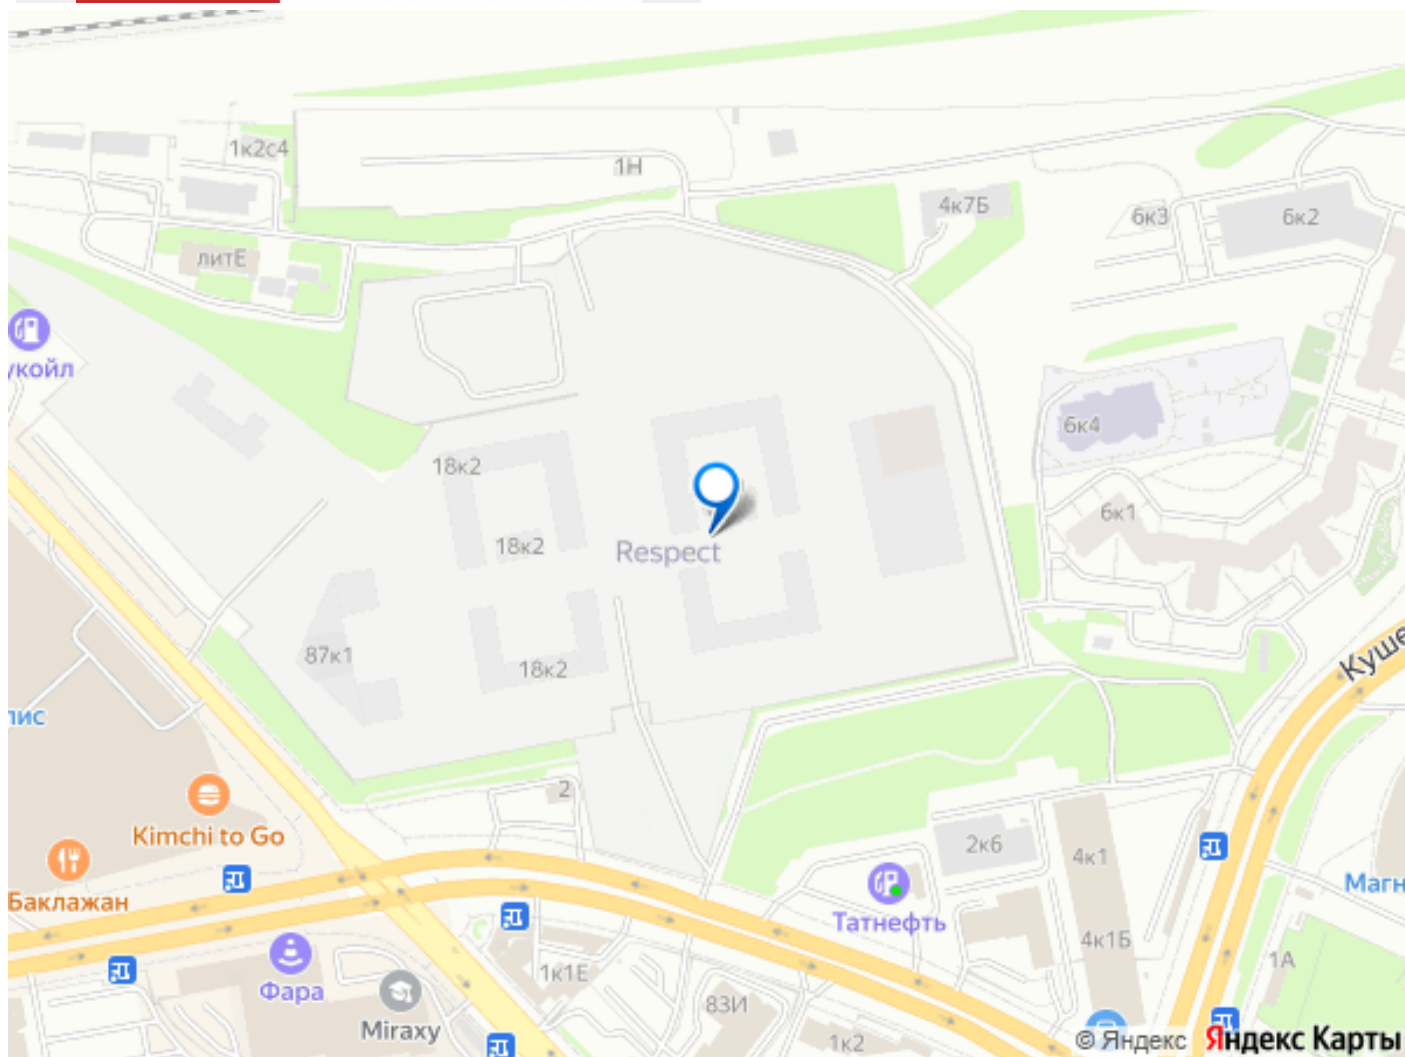 1к2с4
1Н
4к7Б
6к3
6к2
литЕ
укойл
6к4
18к2
6к1
18к2
Respect
87к1
18к2
Куше
лис
2
Kimchi to Go
2к6
4к1
Баклажан
Магн
Татнефть
4к1Б
1А
Фара
1к1Е
83И
Miraxy
1к2
© Яндекс Яндекс Карты